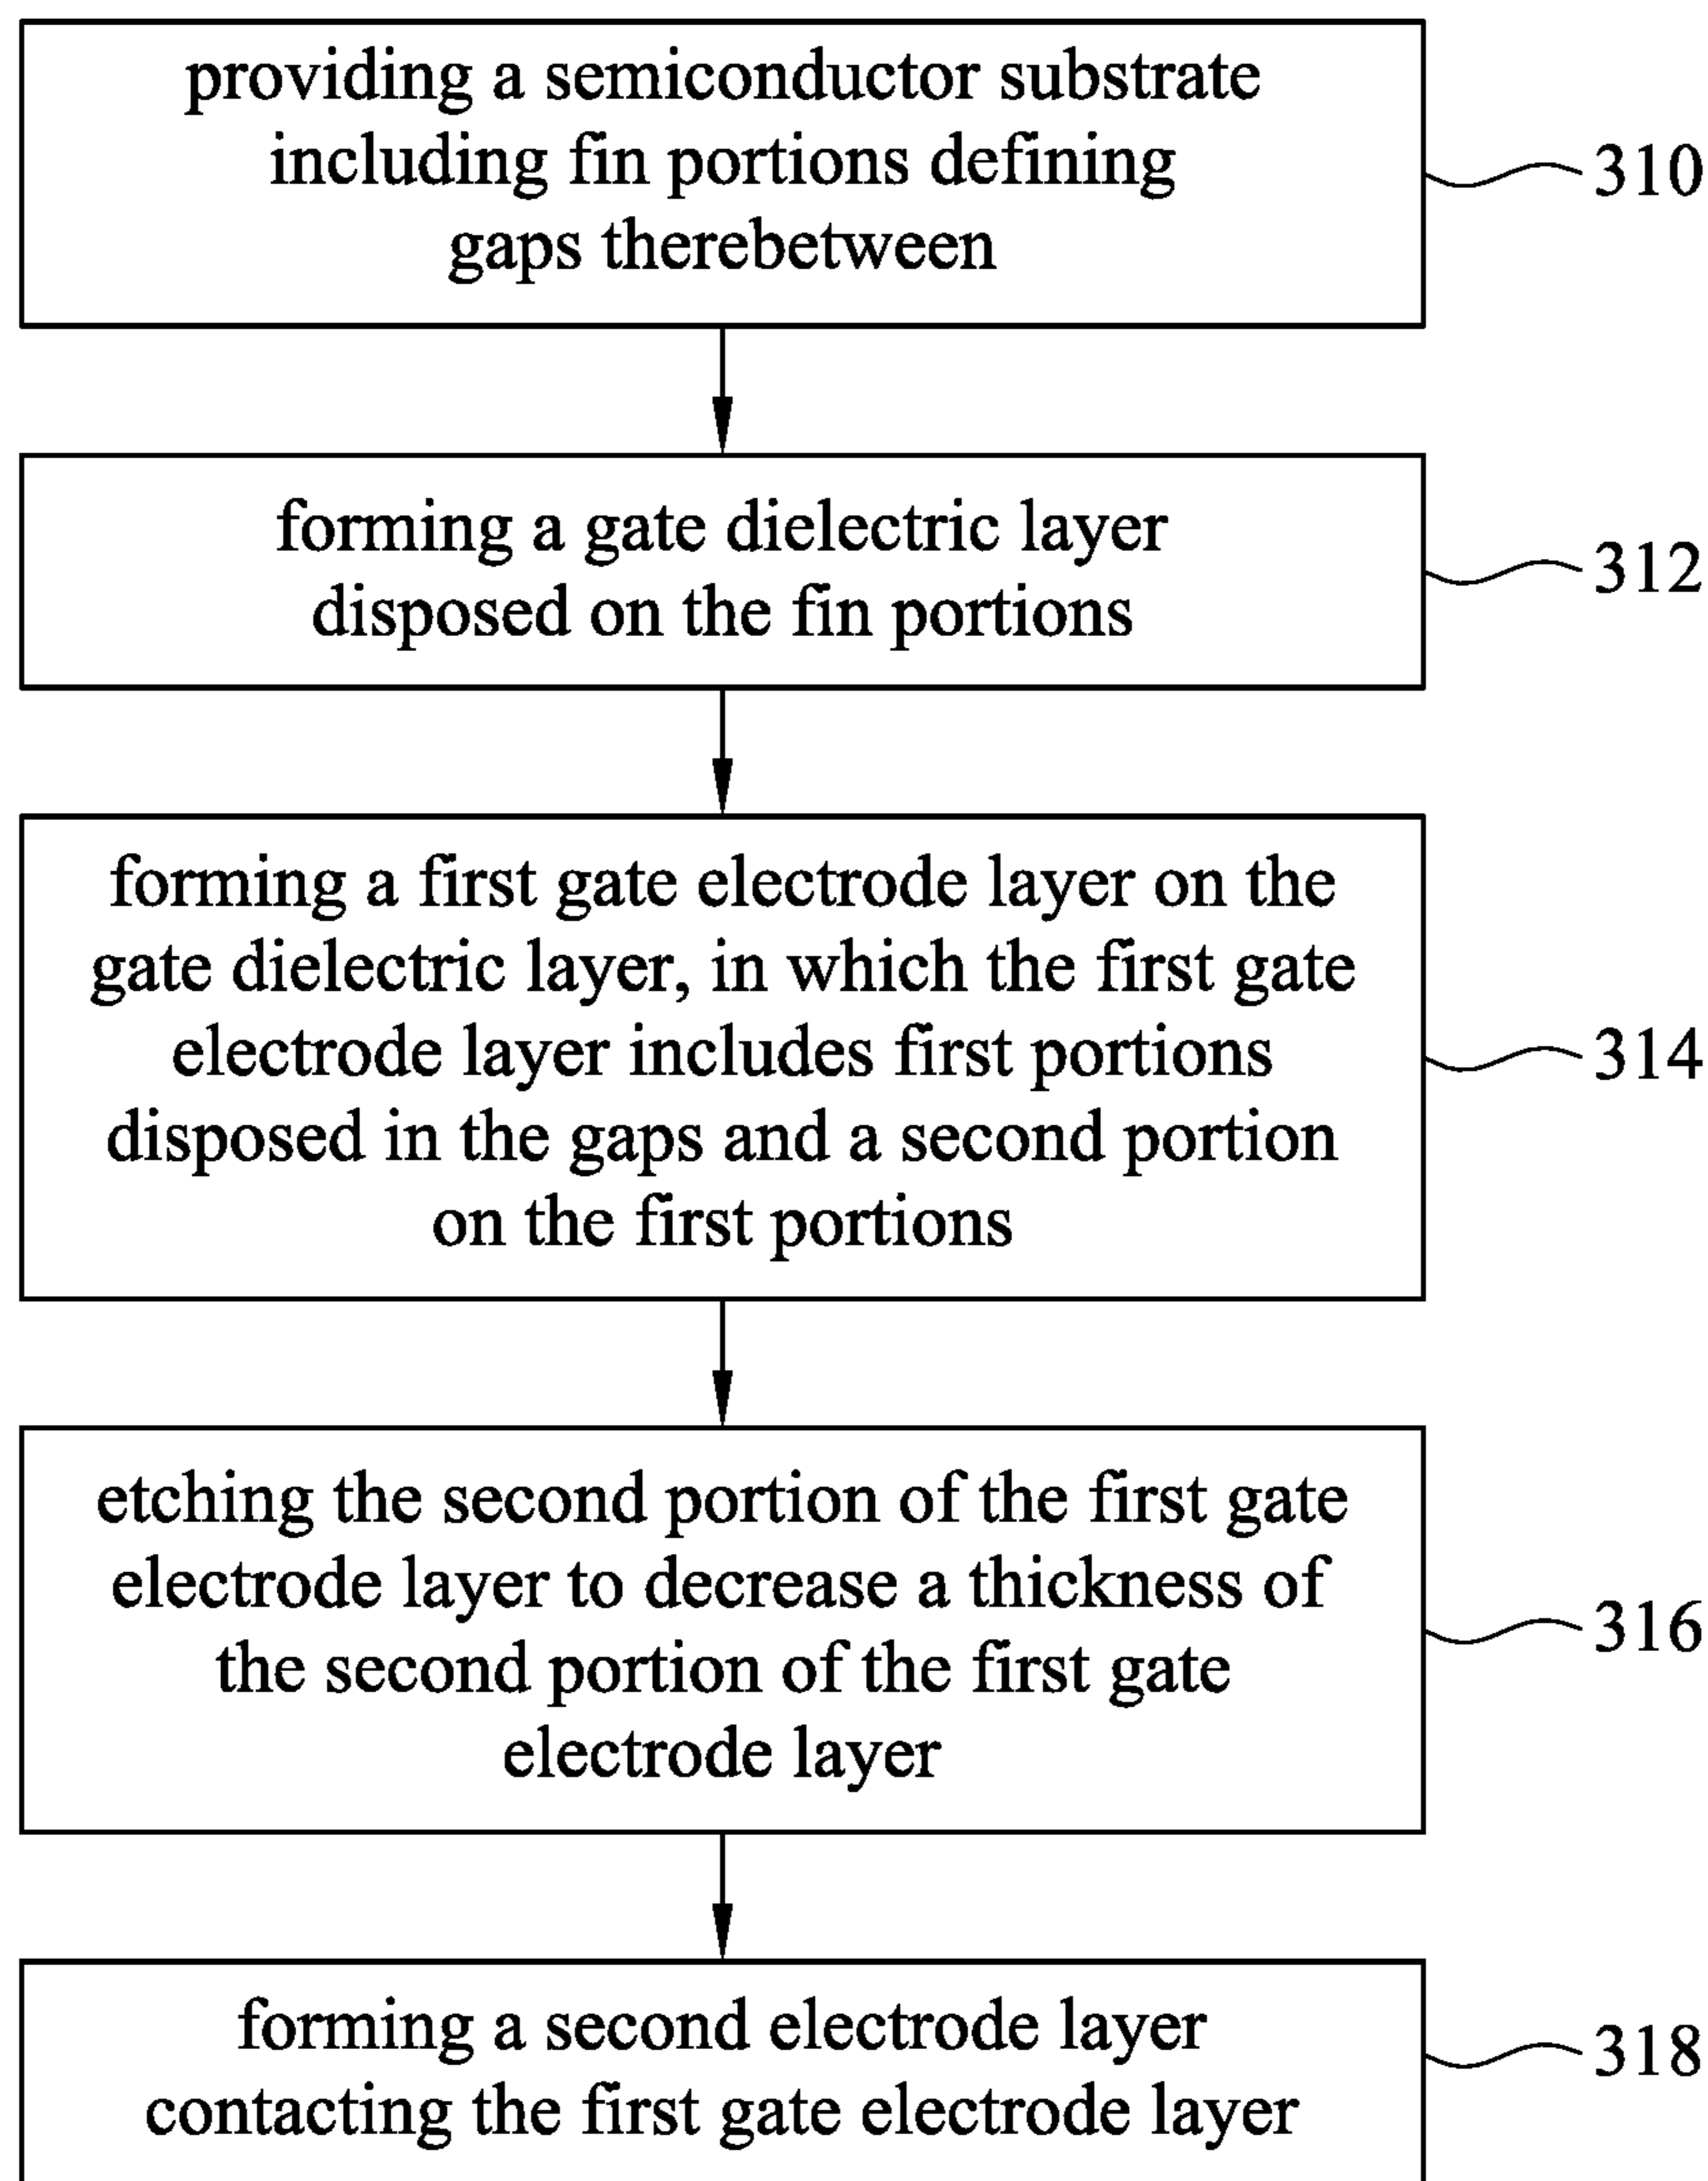 providing a semiconductor substrate
including fin portions defining
gaps therebetween
310
forming a gate dielectric layer
disposed on the fin portions
312
forming a first gate electrode layer on the
gate dielectric layer, in which the first gate
electrode layer includes first portions
disposed in the gaps and a second portion
on the first portions
314
etching the second portion of the first gate
electrode layer to decrease a thickness of
the second portion of the first gate
electrode layer
316
forming a second electrode layer
contacting the first gate electrode layer
318